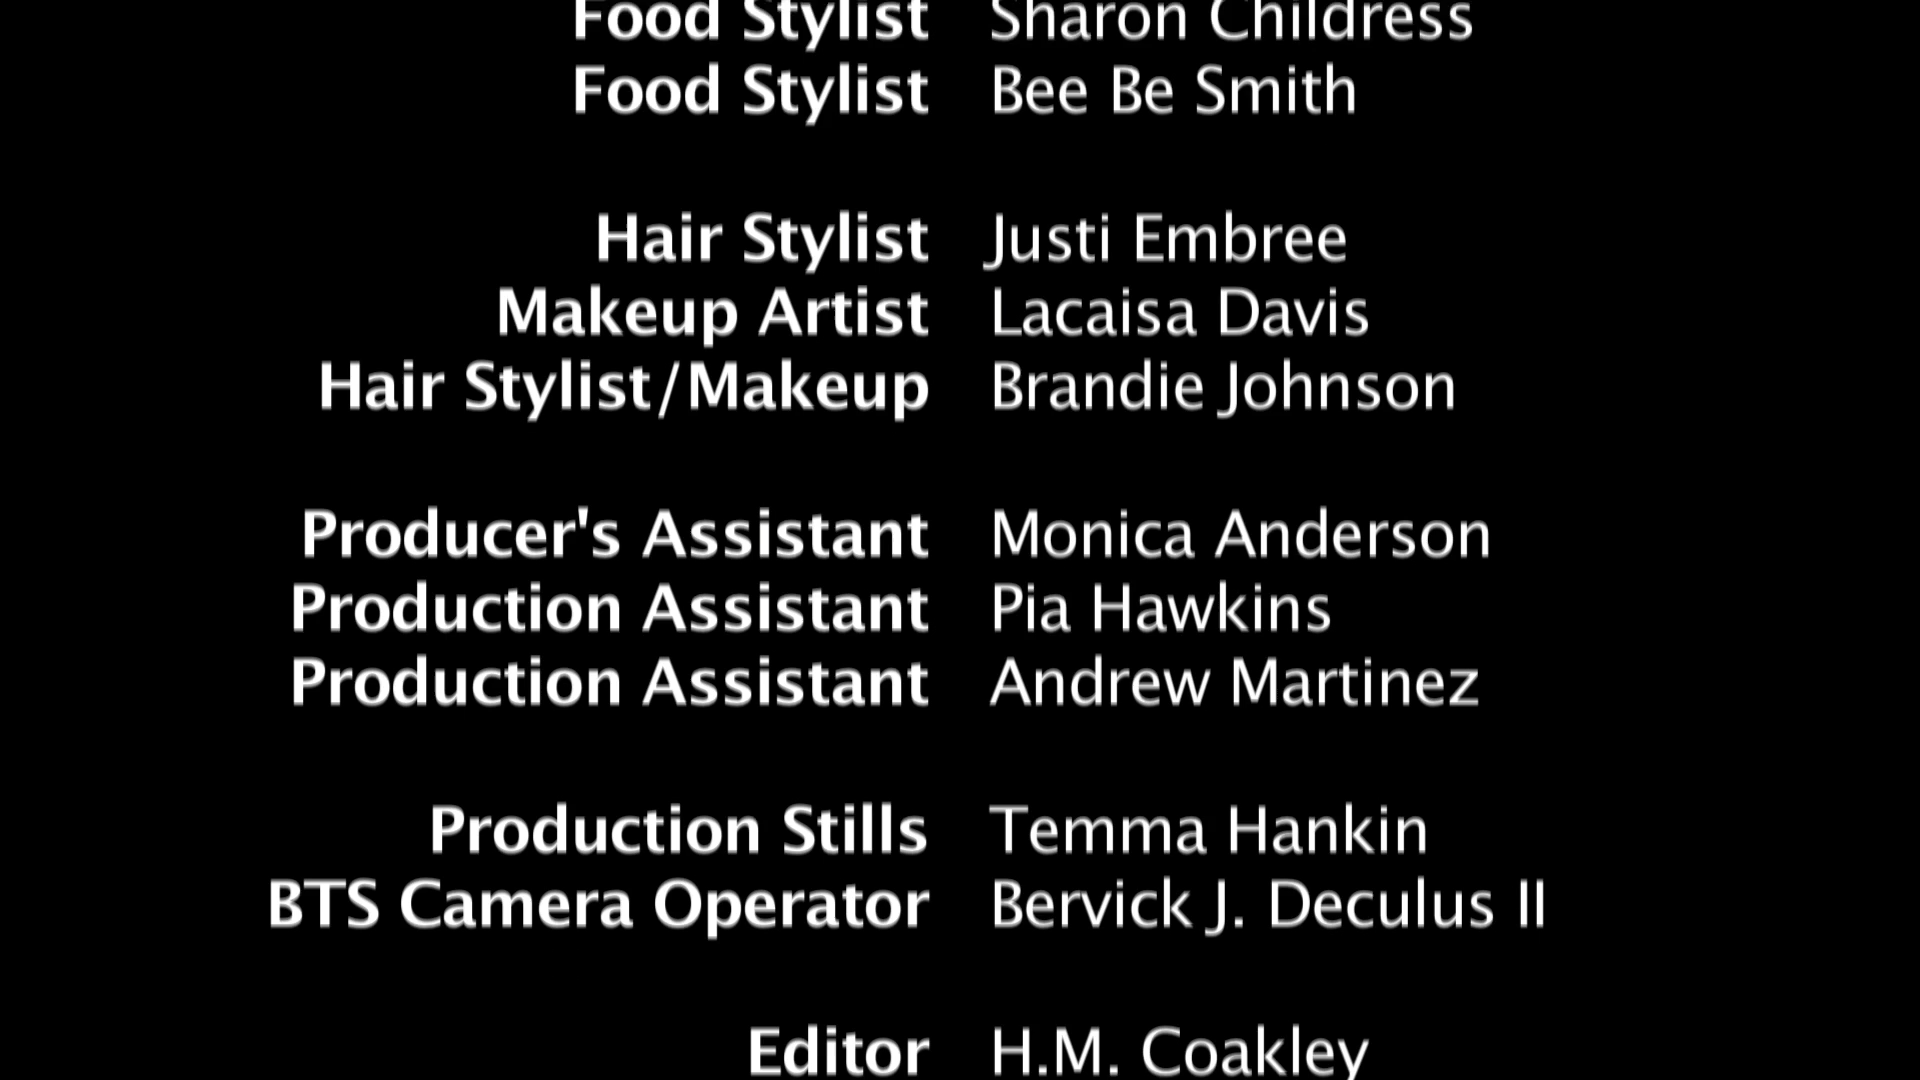 Food Stylist Sharon Childress
Food Stylist Bee Be Smith
Hair Stylist Justi Embree
Makeup Artist Lacaisa Davis
Hair Stylist/Makeup Brandie Johnson
Producer's Assistant Monica Anderson
Production Assistant Pia Hawkins
Production Assistant Andrew Martinez
Production Stills Temma Hankin
BTS Camera Operator Bervick J. Deculus II
Editor H.M. Coakley